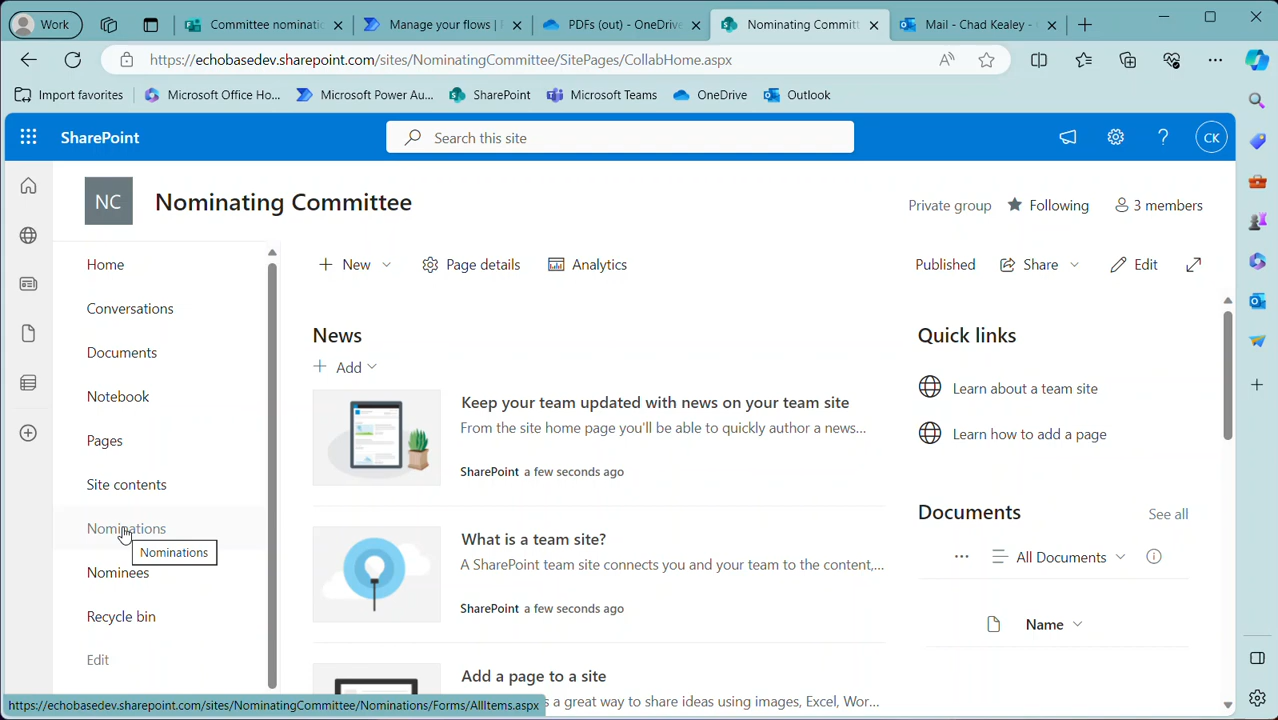 Work
Committee nominatio
Manage your flows |
PDFs (out) - OneDrive
Nominating Committ
Mail - Chad Kealey -
https://echobasedev.sharepoint.com/sites/NominatingCommittee/SitePages/CollabHome.aspx
Import favorites
Microsoft Office Ho...
Microsoft Power Au...
SharePoint
Microsoft Teams
OneDrive
Outlook
SharePoint
Search this site
CK
NC
Nominating Committee
Private group
Following
3 members
Home
Conversations
Documents
Notebook
Pages
Site contents
Nominations
Nominations
Nominees
Recycle bin
Edit
New
Page details
Analytics
Published
Share
Edit
News
Add
Keep your team updated with news on your team site
From the site home page you'll be able to quickly author a news...
SharePoint a few seconds ago
What is a team site?
A SharePoint team site connects you and your team to the content,...
SharePoint a few seconds ago
Add a page to a site
s a great way to share ideas using images, Excel, Wor...
Quick links
Learn about a team site
Learn how to add a page
Documents
See all
All Documents
Name
https://echobasedev.sharepoint.com/sites/NominatingCommittee/Nominations/Forms/AllItems.aspx